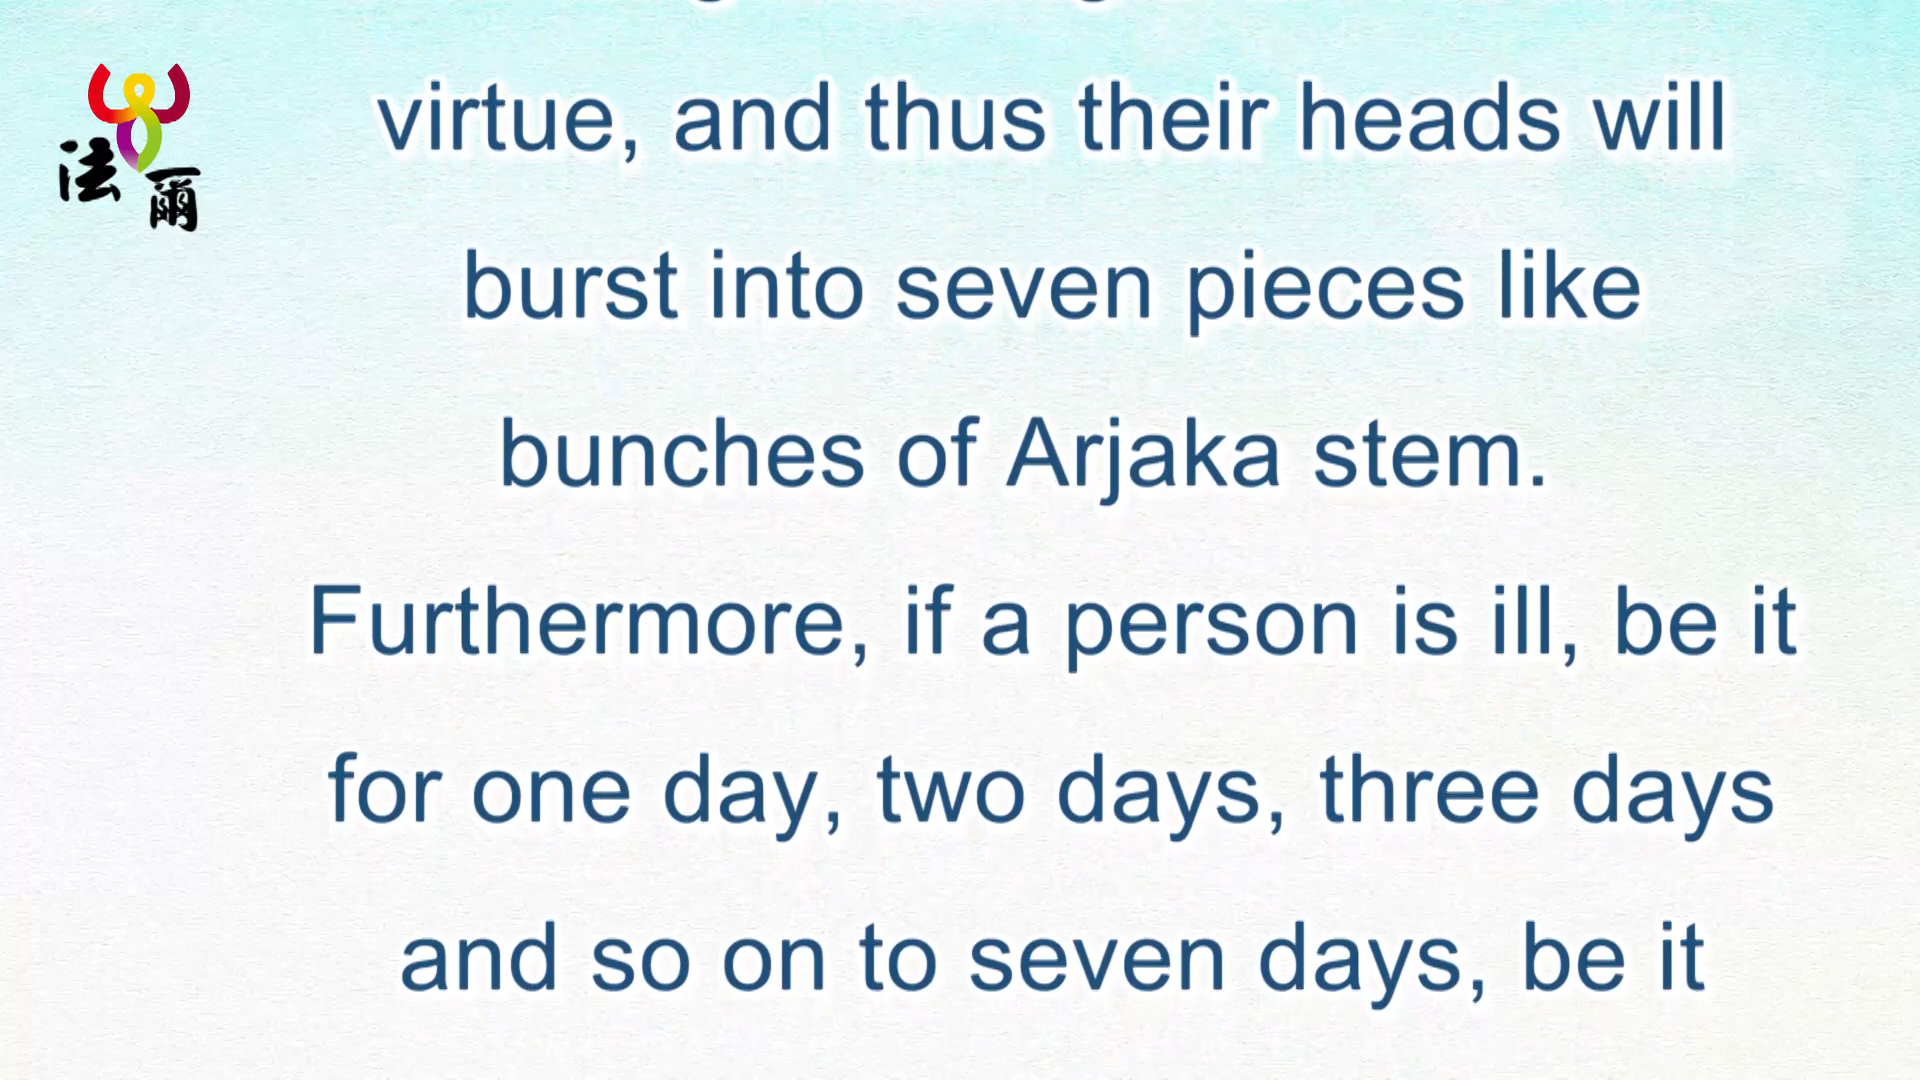 法爾
virtue, and thus their heads will
burst into seven pieces like
bunches of Arjaka stem.
Furthermore, if a person is ill, be it
for one day, two days, three days
and so on to seven days, be it